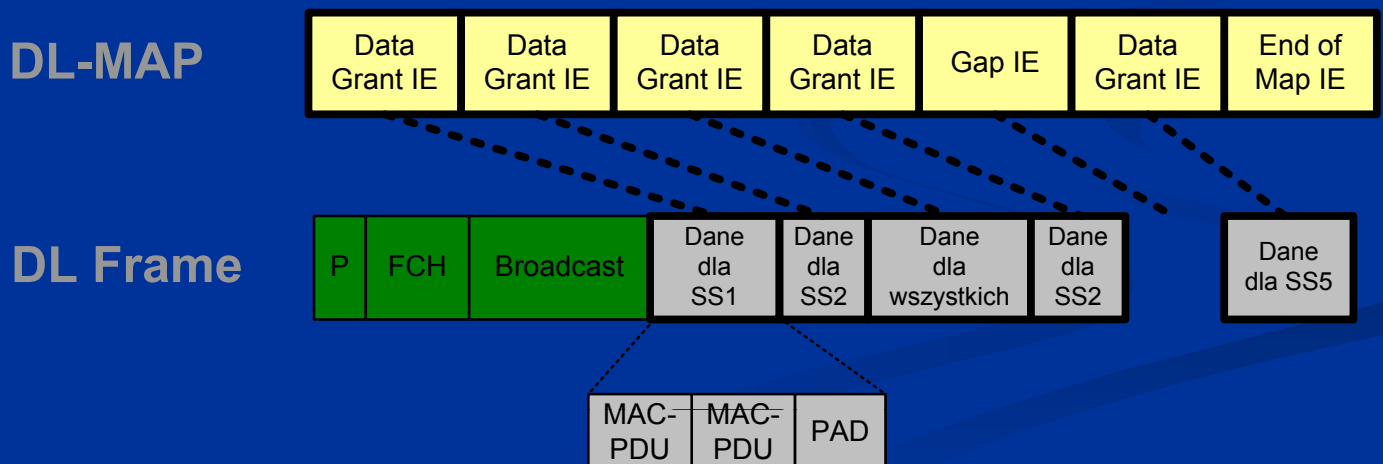 DL-MAP
Data
Grant IE
Data
Grant IE
Data
Grant IE
Data
Grant IE
Gap IE
Data
Grant IE
End of
Map IE
DL Frame
P
FCH
Broadcast
Dane
dla
SS1
Dane
dla
SS2
Dane
dla
wszystkich
Dane
dla
SS2
Dane
dla SS5
MAC-
PDU
MAC-
PDU
PAD